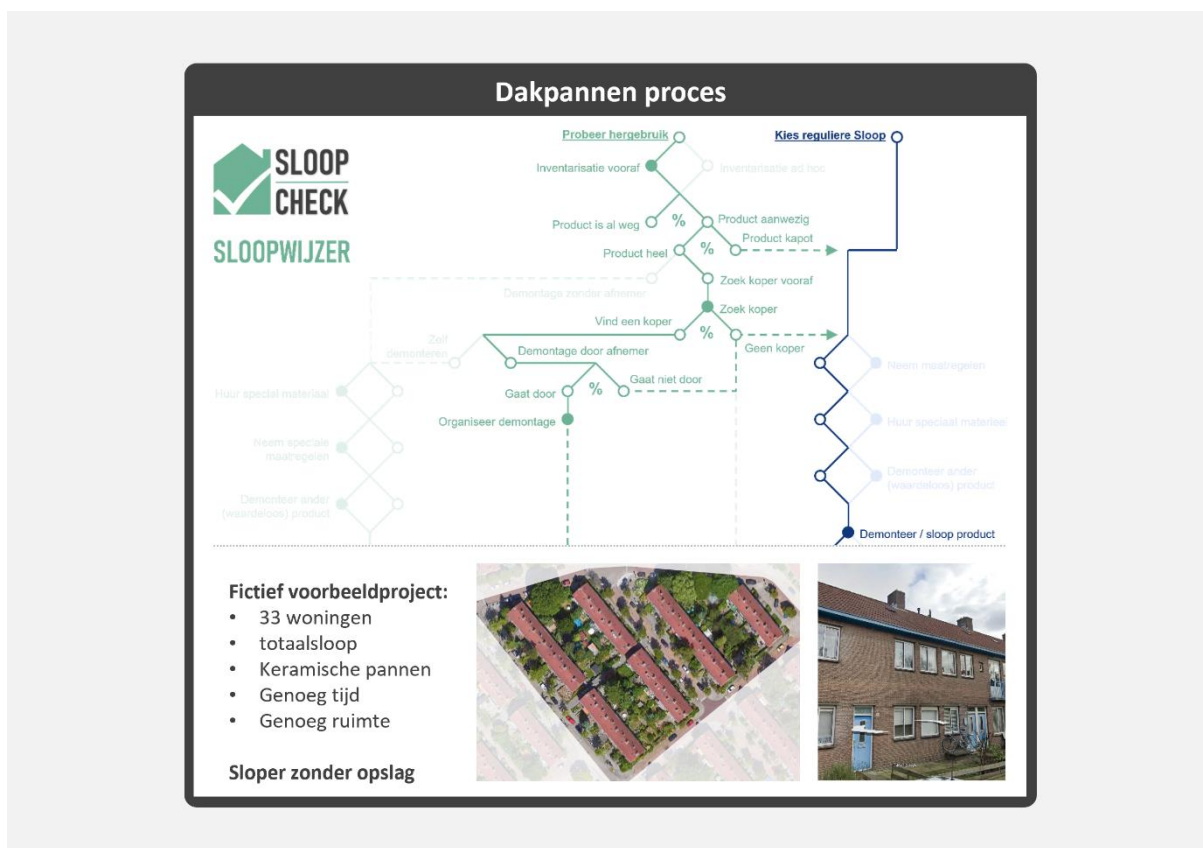 Dakpannen proces
SLOOP
CHECK
SLOOPWIJZER
Probeer hergebruik
Kies reguliere Sloop
Inventarisatie vooraf
Inventarisatie ad hoc
Product is al weg
%
Product aanwezig
Product kapot
Product heel
%
Zoek koper vooraf
Demontage zonder afnemer
Zoek koper
Vind een koper
%
Geen koper
Zelf
demonteren
Demontage door afnemer
Neem maatregelen
Gaat niet door
Gaat door
%
Huur special materiaal
Organiseer demontage
Huur speciaal materieel
Neem speciale
maatregelen
Demonteer ander
(waardeloos) product
Demonteer ander
(waardeloos) product
Demonteer / sloop product
Fictief voorbeeldproject:
• 33 woningen
• totaalsloop
• Keramische pannen
• Genoeg tijd
• Genoeg ruimte
Sloper zonder opslag